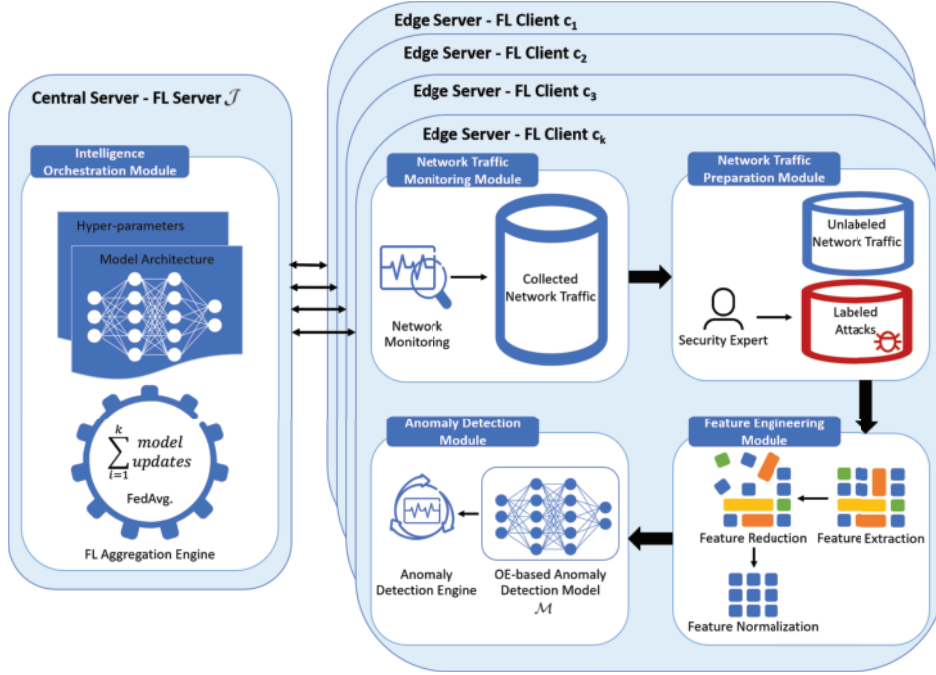 Edge Server - FL Client c₁
Edge Server - FL Client c₂
Edge Server - FL Client c₃
Edge Server - FL Client cₖ
Central Server - FL Server 𝒥
Intelligence
Orchestration Module
Hyper-parameters
Model Architecture
k
∑ model
updates
i=1
FedAvg.
FL Aggregation Engine
Network Traffic
Monitoring Module
Network
Monitoring
Collected
Network Traffic
Network Traffic
Preparation Module
Unlabeled
Network Traffic
Security Expert
Labeled
Attacks
Anomaly Detection
Module
Anomaly
Detection Engine
OE-based Anomaly
Detection Model
ℳ
Feature Engineering
Module
Feature Reduction
Feature Extraction
Feature Normalization